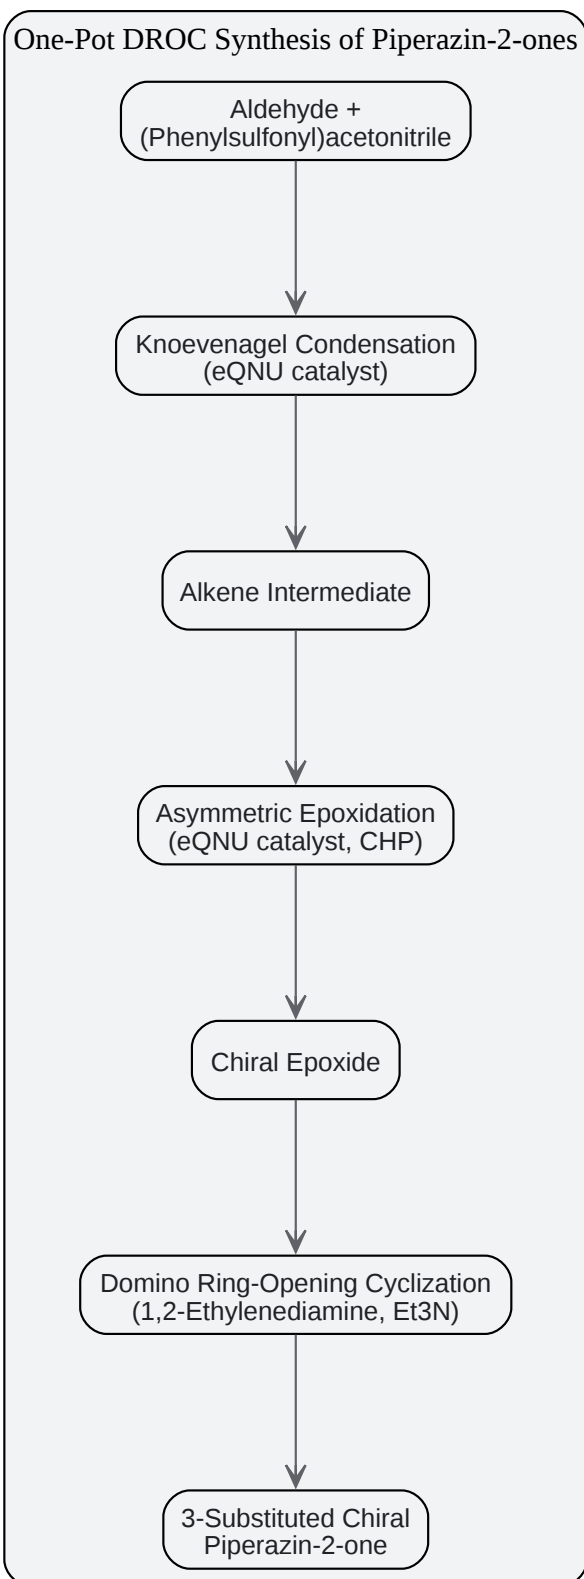 One-Pot DROC Synthesis of Piperazin-2-ones
Aldehyde +
(Phenylsulfonyl)acetonitrile
Knoevenagel Condensation
(eQNU catalyst)
Alkene Intermediate
Asymmetric Epoxidation
(eQNU catalyst, CHP)
Chiral Epoxide
Domino Ring-Opening Cyclization
(1,2-Ethylenediamine, Et3N)
3-Substituted Chiral
Piperazin-2-one